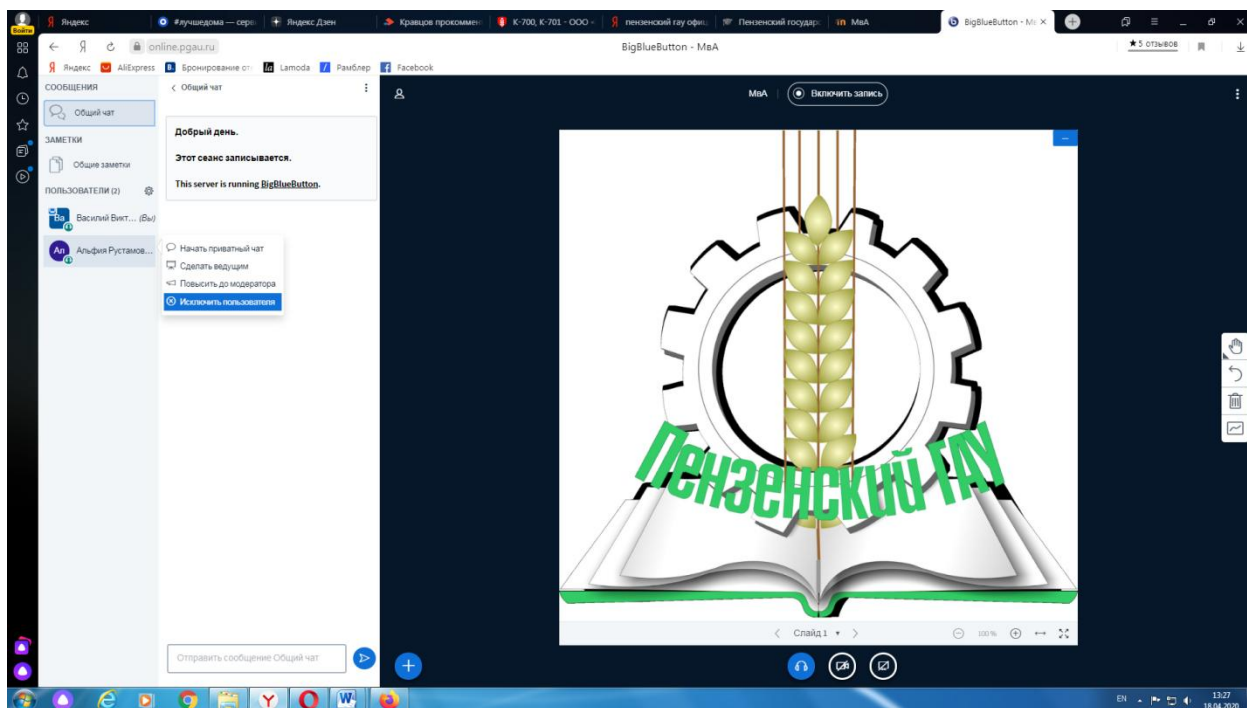 Войти
Яндекс
#лучшедома — серв
Яндекс Дзен
Кравцов прокоммен
К-700, К-701 - ООО -
пензенский гау офиц
Пензенский государс
МвА
BigBlueButton - Мв
online.pgau.ru
BigBlueButton - МвА
★ 5 отзывов
Яндекс
AliExpress
Бронирование от
Lamoda
Рамблер
Facebook
СООБЩЕНИЯ
Общий чат
ЗАМЕТКИ
Общие заметки
ПОЛЬЗОВАТЕЛИ (2)
Ва
Василий Викт... (Вы)
Ал
Альфия Рустамов...
Общий чат
Добрый день.
Этот сеанс записывается.
This server is running BigBlueButton.
Начать приватный чат
Сделать ведущим
Повысить до модератора
Исключить пользователя
Отправить сообщение Общий чат
МвА
Включить запись
Пензенский ГАУ
Слайд 1
100%
EN
13:27
18.04.2020